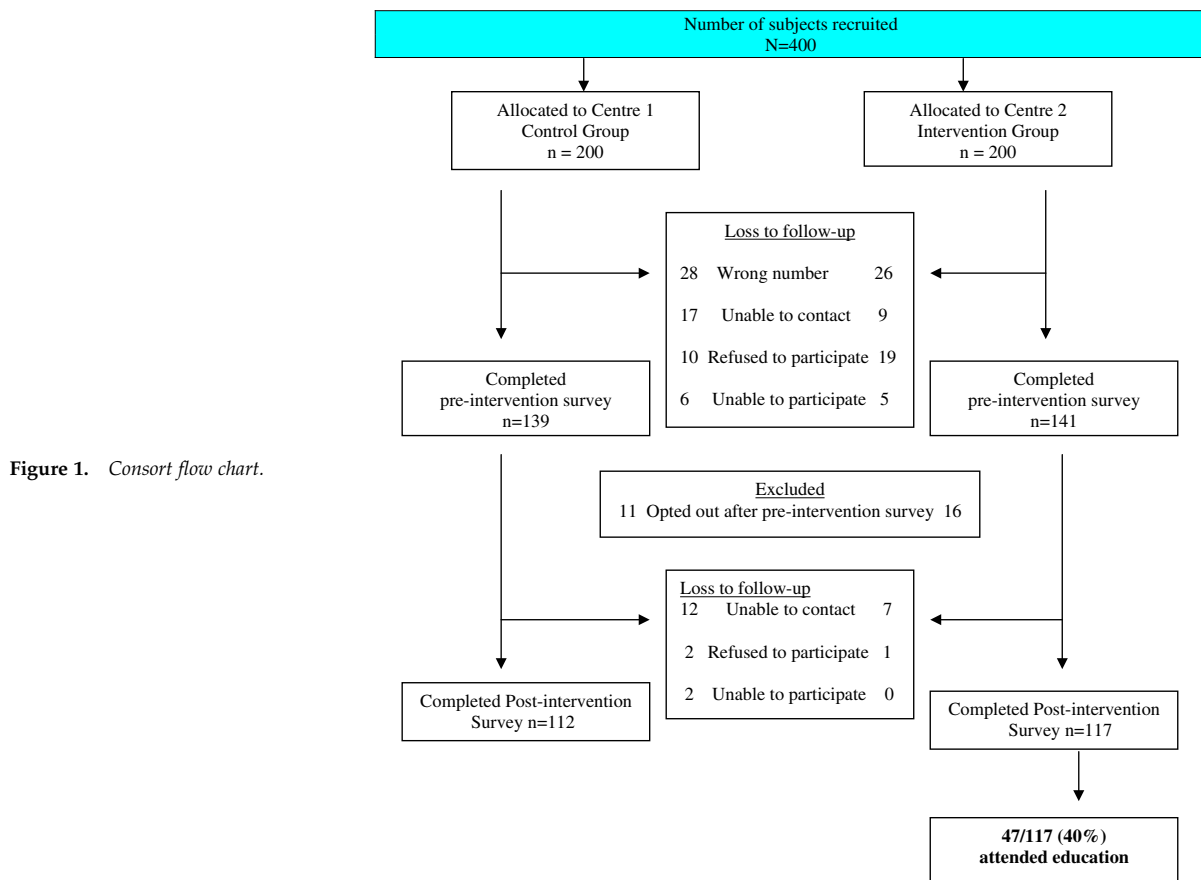 Number of subjects recruited
N=400
Allocated to Centre 1
Control Group
n = 200
Allocated to Centre 2
Intervention Group
n = 200
Loss to follow-up
28 Wrong number 26
17 Unable to contact 9
10 Refused to participate 19
6 Unable to participate 5
Completed
pre-intervention survey
n=139
Completed
pre-intervention survey
n=141
Figure 1. Consort flow chart.
Excluded
11 Opted out after pre-intervention survey 16
Loss to follow-up
12 Unable to contact 7
2 Refused to participate 1
2 Unable to participate 0
Completed Post-intervention
Survey n=112
Completed Post-intervention
Survey n=117
47/117 (40%)
attended education